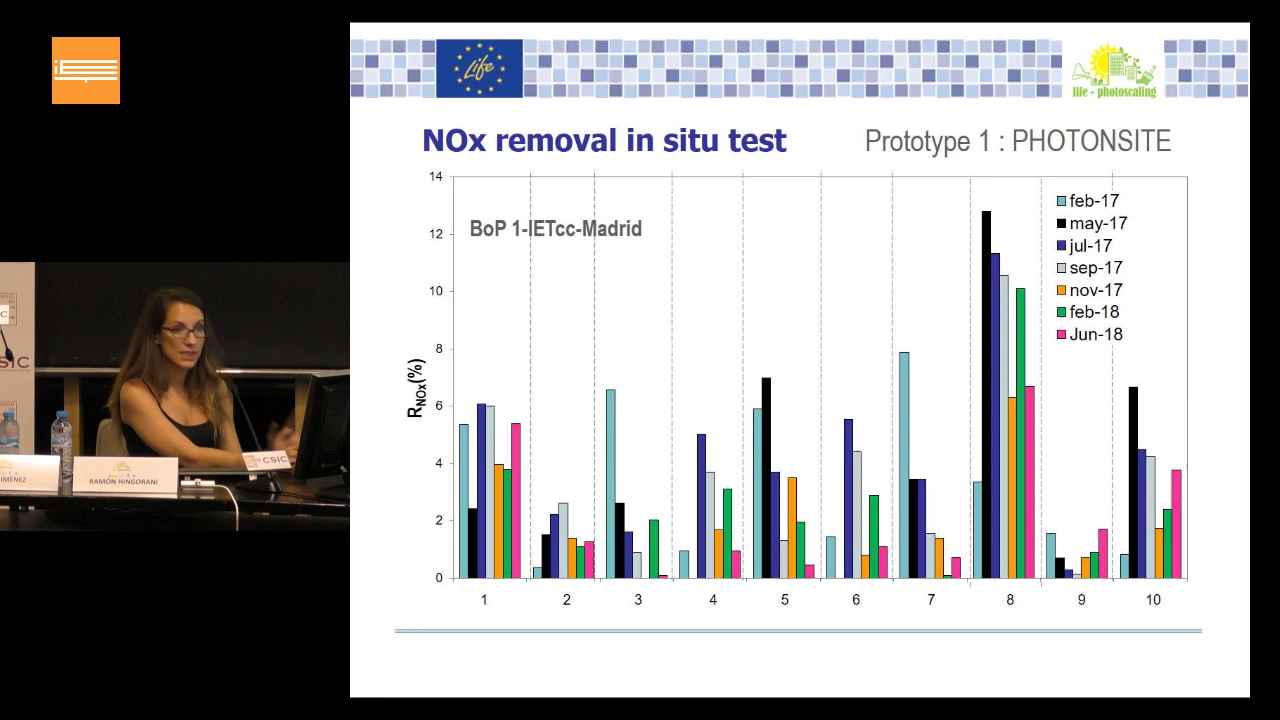 Life
life - photoscaling
NOx removal in situ test
Prototype 1 : PHOTONSITE
BoP 1-IETcc-Madrid
RNOx(%)
14
12
10
8
6
4
2
0
feb-17
may-17
jul-17
sep-17
nov-17
feb-18
Jun-18
1 2 3 4 5 6 7 8 9 10
CSIC
RAMÓN HINGORANI